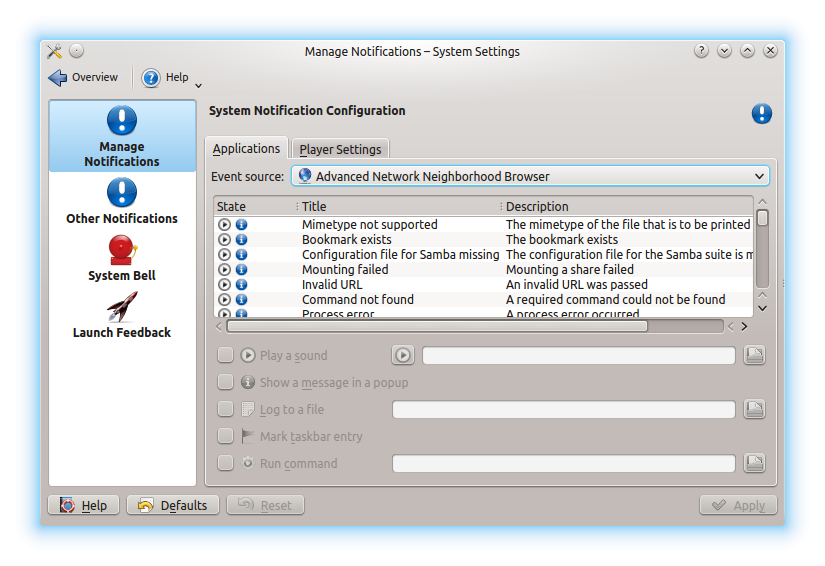 Manage Notifications – System Settings
Overview Help
Manage
Notifications
Other Notifications
System Bell
Launch Feedback
System Notification Configuration
Applications Player Settings
Event source: Advanced Network Neighborhood Browser
State Title Description
Mimetype not supported The mimetype of the file that is to be printed
Bookmark exists The bookmark exists
Configuration file for Samba missing The configuration file for the Samba suite is m
Mounting failed Mounting a share failed
Invalid URL An invalid URL was passed
Command not found A required command could not be found
Process error A process error occurred
Play a sound
Show a message in a popup
Log to a file
Mark taskbar entry
Run command
Help Defaults Reset Apply